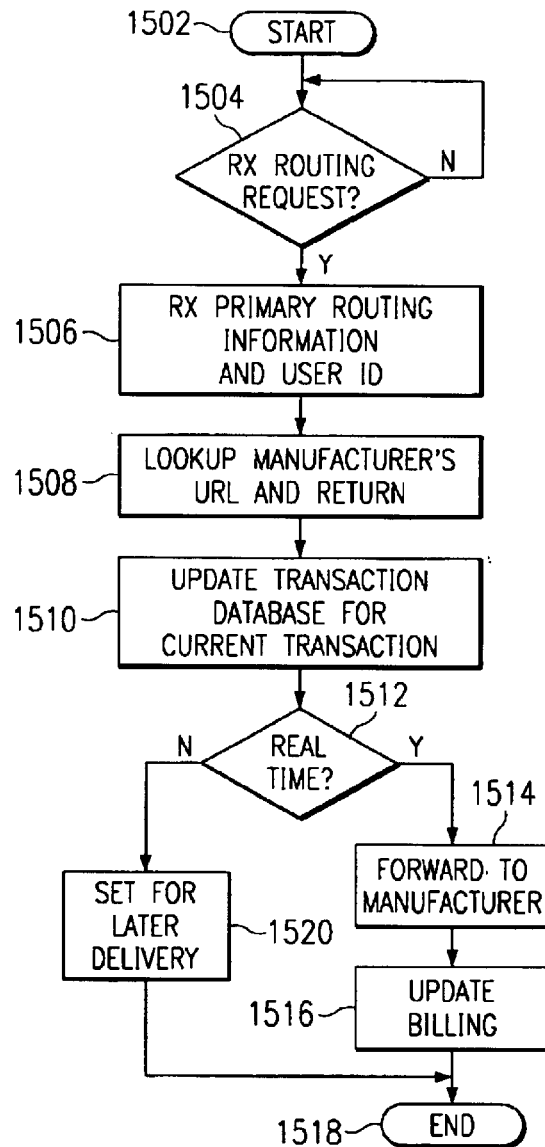 1502
START
1504
RX ROUTING
REQUEST?
N
Y
1506
RX PRIMARY ROUTING
INFORMATION
AND USER ID
1508
LOOKUP MANUFACTURER'S
URL AND RETURN
1510
UPDATE TRANSACTION
DATABASE FOR
CURRENT TRANSACTION
1512
N
REAL
TIME?
Y
1514
FORWARD TO
MANUFACTURER
SET FOR
LATER
DELIVERY
1520
1516
UPDATE
BILLING
1518
END